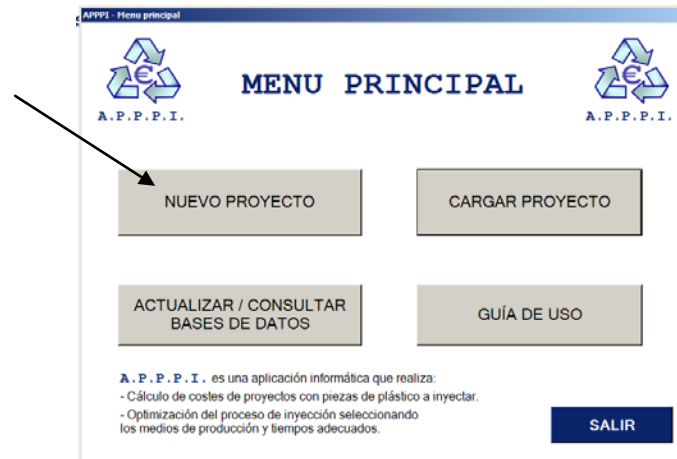 APPPI - Menu principal
MENU PRINCIPAL
€
A.P.P.P.I.
€
A.P.P.P.I.
NUEVO PROYECTO
CARGAR PROYECTO
ACTUALIZAR / CONSULTAR
BASES DE DATOS
GUÍA DE USO
A.P.P.P.I. es una aplicación informática que realiza:
- Cálculo de costes de proyectos con piezas de plástico a inyectar.
- Optimización del proceso de inyección seleccionando
los medios de producción y tiempos adecuados.
SALIR